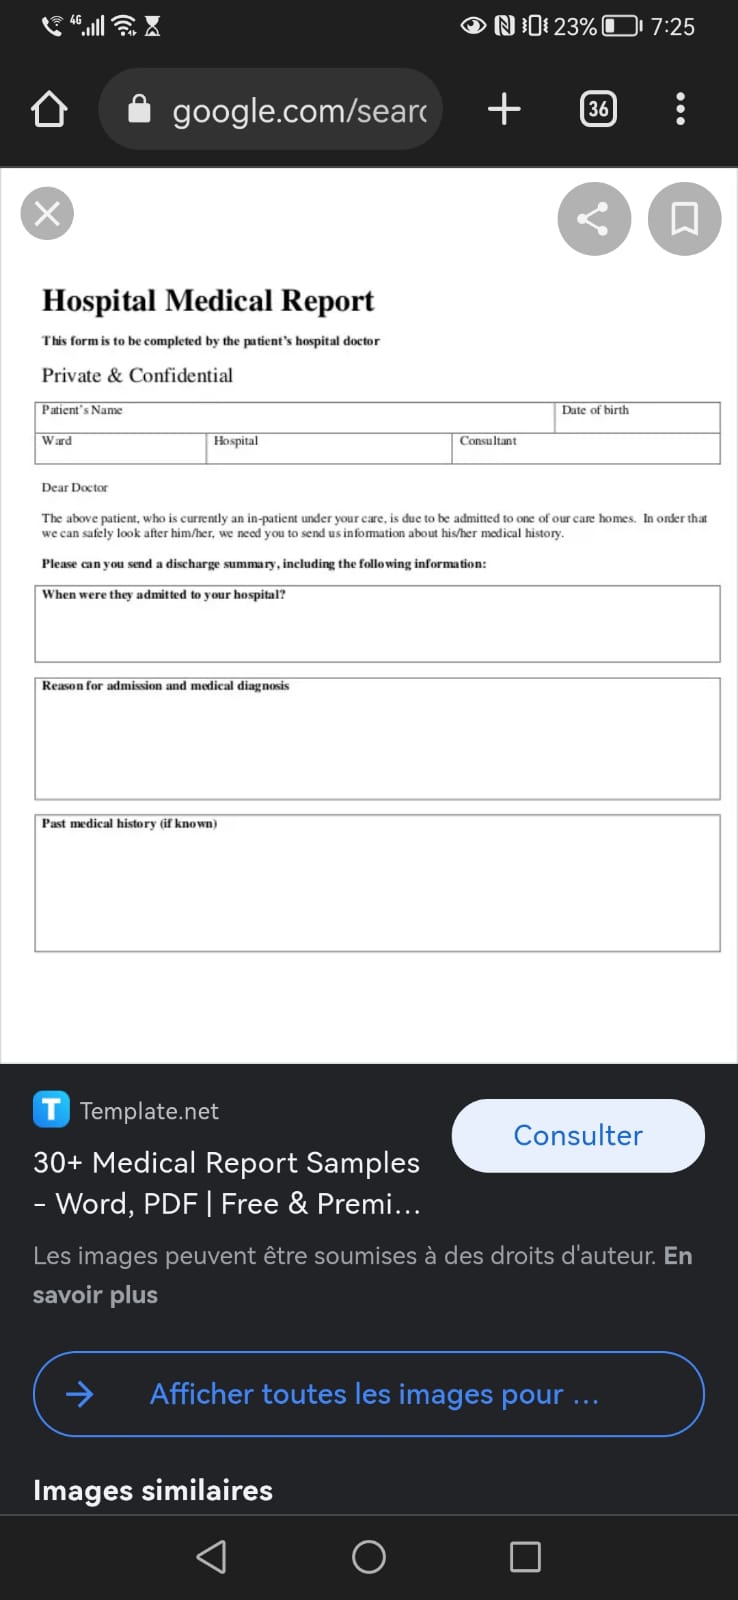 4G 23% 7:25
google.com/searc 36
Hospital Medical Report
This form is to be completed by the patient's hospital doctor
Private & Confidential
Patient's Name Date of birth
Ward Hospital Consultant
Dear Doctor
The above patient, who is currently an in-patient under your care, is due to be admitted to one of our care homes. In order that
we can safely look after him/her, we need you to send us information about his/her medical history.
Please can you send a discharge summary, including the following information:
When were they admitted to your hospital?
Reason for admission and medical diagnosis
Past medical history (if known)
T Template.net
Consulter
30+ Medical Report Samples
- Word, PDF | Free & Premi...
Les images peuvent être soumises à des droits d'auteur. En
savoir plus
Afficher toutes les images pour ...
Images similaires